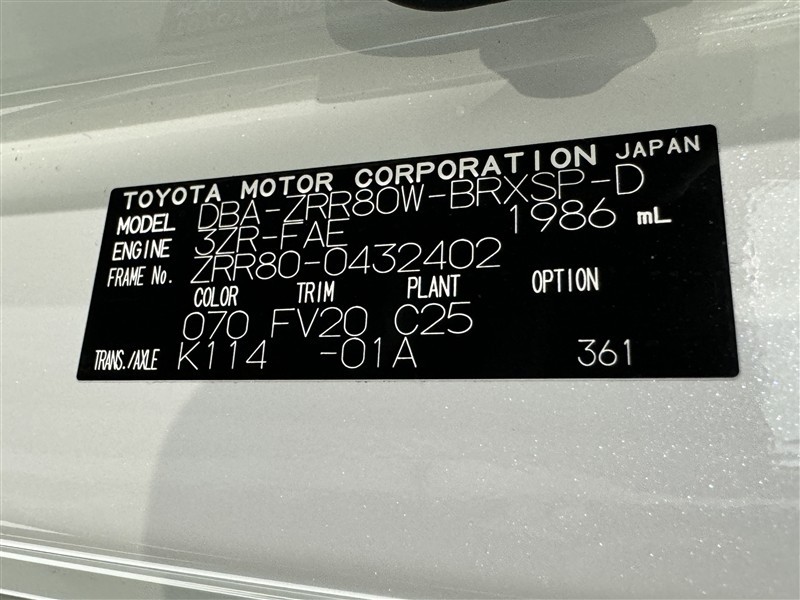 TOYOTA MOTOR CORPORATION JAPAN
MODEL DBA-ZRR80W-BRXSP-D
ENGINE 3ZR-FAE 1986 mL
FRAME No. ZRR80-0432402
COLOR TRIM PLANT OPTION
070 FV20 C25
TRANS./AXLE K114 -01A 361